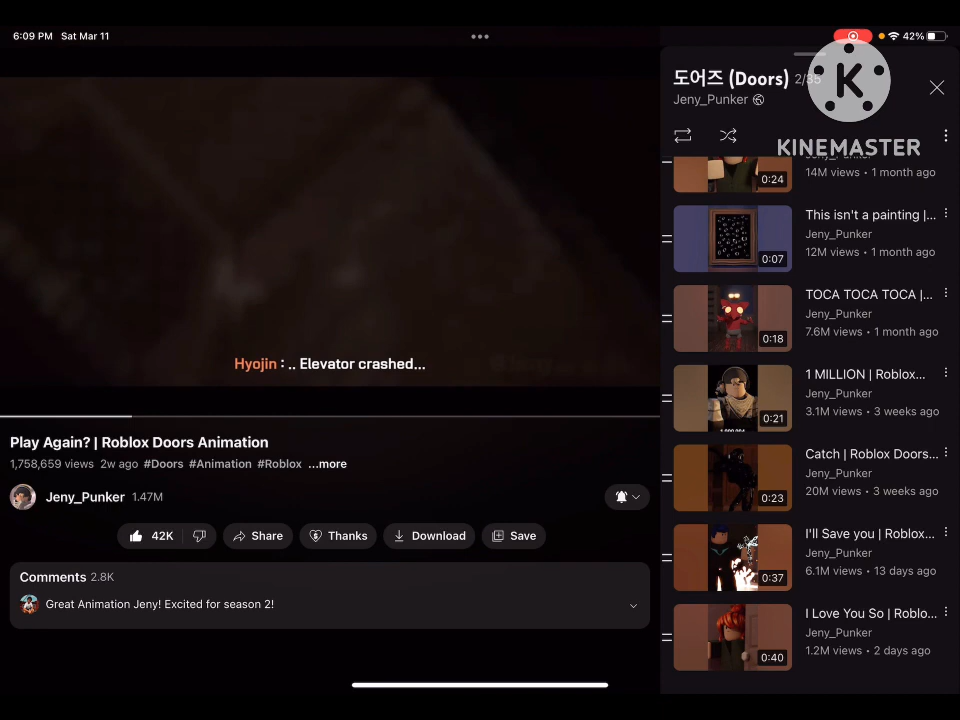 6:09 PM Sat Mar 11
42%
도어즈 (Doors) 2/35
Jeny_Punker
K
KINEMASTER
Jeny_Punker
14M views • 1 month ago
0:24
This isn't a painting |...
Jeny_Punker
12M views • 1 month ago
0:07
TOCA TOCA TOCA |...
Jeny_Punker
7.6M views • 1 month ago
0:18
1 MILLION | Roblox...
Jeny_Punker
3.1M views • 3 weeks ago
0:21
Catch | Roblox Doors...
Jeny_Punker
20M views • 3 weeks ago
0:23
I'll Save you | Roblox...
Jeny_Punker
6.1M views • 13 days ago
0:37
I Love You So | Roblo...
Jeny_Punker
1.2M views • 2 days ago
0:40
Hyojin : .. Elevator crashed...
Play Again? | Roblox Doors Animation
1,758,659 views 2w ago #Doors #Animation #Roblox ...more
Jeny_Punker 1.47M
42K Share Thanks Download Save
Comments 2.8K
Great Animation Jeny! Excited for season 2!